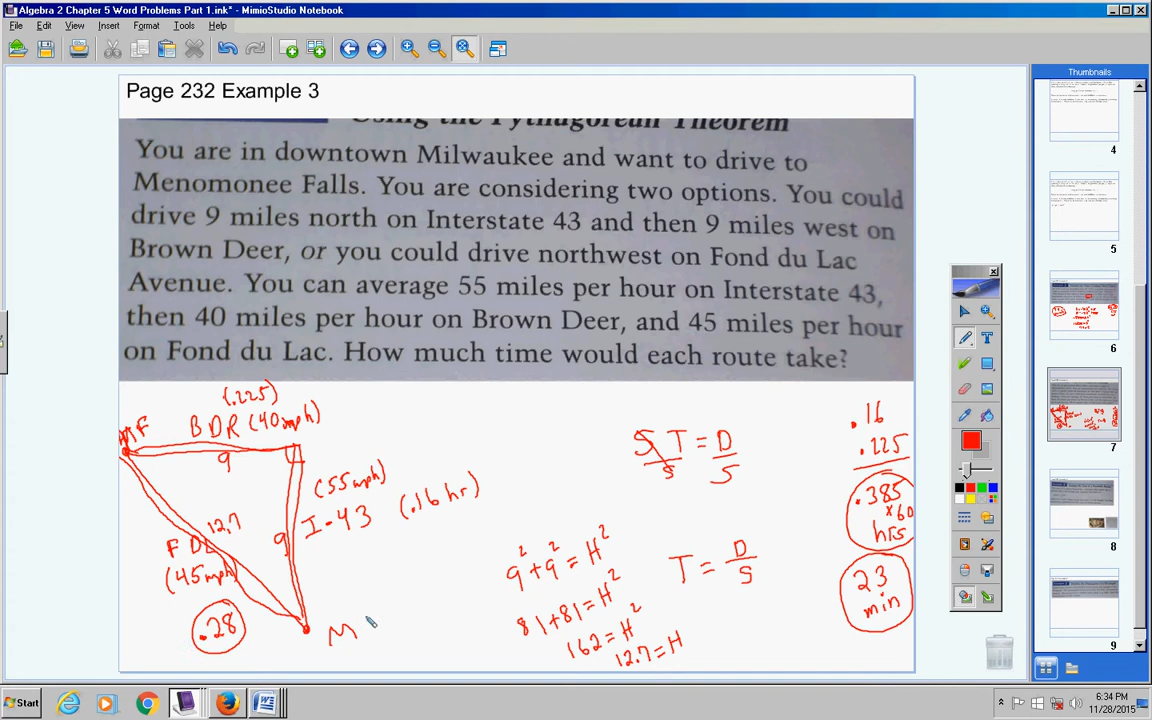 Algebra 2 Chapter 5 Word Problems Part 1.ink* - MimioStudio Notebook
File Edit View Insert Format Tools Help
Thumbnails
Page 232 Example 3
Using the Pythagorean Theorem
You are in downtown Milwaukee and want to drive to
Menomonee Falls. You are considering two options. You could
drive 9 miles north on Interstate 43 and then 9 miles west on
Brown Deer, or you could drive northwest on Fond du Lac
Avenue. You can average 55 miles per hour on Interstate 43,
then 40 miles per hour on Brown Deer, and 45 miles per hour
on Fond du Lac. How much time would each route take?
(.225)
MF BDR (40mph)
9
(55mph)
I-43 (.16 hr)
9
12.7
FDL
(45mph)
.28
M
S T = D
S S
9² + 9² = H²
81+81=H²
162=H²
12.7=H
T = D
S
.16
.225
.385
x60
hrs
23
min
4
5
6
7
8
9
Start
6:34 PM
11/28/2015